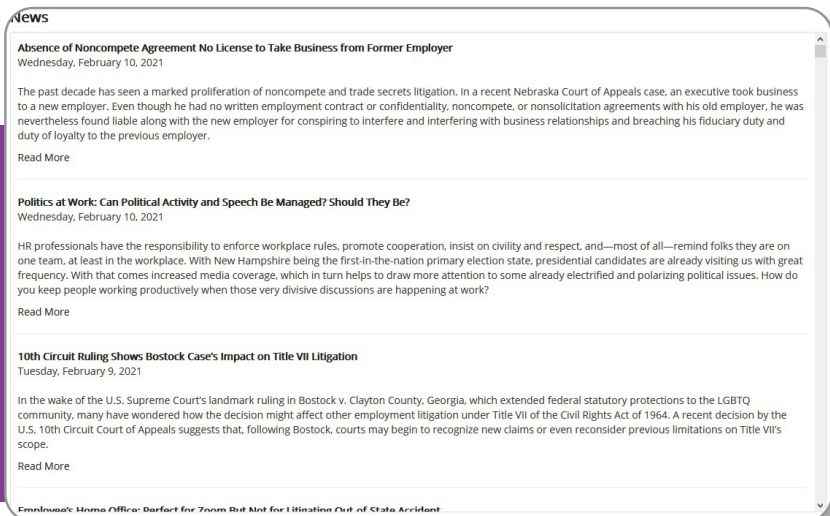 News
Absence of Noncompete Agreement No License to Take Business from Former Employer
Wednesday, February 10, 2021
The past decade has seen a marked proliferation of noncompete and trade secrets litigation. In a recent Nebraska Court of Appeals case, an executive took business
to a new employer. Even though he had no written employment contract or confidentiality, noncompete, or nonsolicitation agreements with his old employer, he was
nevertheless found liable along with the new employer for conspiring to interfere and interfering with business relationships and breaching his fiduciary duty and
duty of loyalty to the previous employer.
Read More
Politics at Work: Can Political Activity and Speech Be Managed? Should They Be?
Wednesday, February 10, 2021
HR professionals have the responsibility to enforce workplace rules, promote cooperation, insist on civility and respect, and—most of all—remind folks they are on
one team, at least in the workplace. With New Hampshire being the first-in-the-nation primary election state, presidential candidates are already visiting us with great
frequency. With that comes increased media coverage, which in turn helps to draw more attention to some already electrified and polarizing political issues. How do
you keep people working productively when those very divisive discussions are happening at work?
Read More
10th Circuit Ruling Shows Bostock Case's Impact on Title VII Litigation
Tuesday, February 9, 2021
In the wake of the U.S. Supreme Court's landmark ruling in Bostock v. Clayton County, Georgia, which extended federal statutory protections to the LGBTQ
community, many have wondered how the decision might affect other employment litigation under Title VII of the Civil Rights Act of 1964. A recent decision by the
U.S. 10th Circuit Court of Appeals suggests that, following Bostock, courts may begin to recognize new claims or even reconsider previous limitations on Title VII's
scope.
Read More
Employee's Home Office: Perfect for Zoom But Not for Litigating Out of State Accident